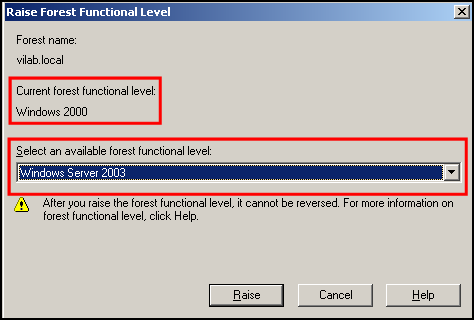 Raise Forest Functional Level
Forest name:
vilab.local
Current forest functional level:
Windows 2000
Select an available forest functional level:
Windows Server 2003
After you raise the forest functional level, it cannot be reversed. For more information on
forest functional level, click Help.
Raise
Cancel
Help